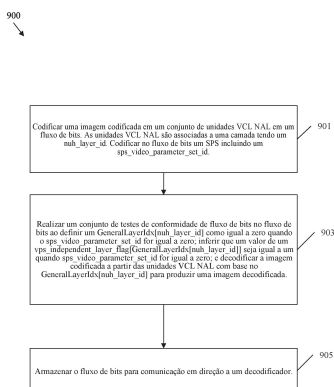 900
Codificar uma imagem codificada em um conjunto de unidades VCL NAL em um
fluxo de bits. As unidades VCL NAL são associadas a uma camada tendo um
nuh_layer_id. Codificar no fluxo de bits um SPS incluindo um
sps_video_parameter_set_id.
901
Realizar um conjunto de testes de conformidade de fluxo de bits no fluxo de
bits ao definir um GeneralLayerIdx[nuh_layer_id] como igual a zero quando
o sps_video_parameter_set_id for igual a zero; inferir que um valor de um
vps_independent_layer_flag[GeneralLayerIdx[nuh_layer_id]] seja igual a um
quando sps_video_parameter_set_id for igual a zero; e decodificar a imagem
codificada a partir das unidades VCL NAL com base no
GeneralLayerIdx[nuh_layer_id] para produzir uma imagem decodificada.
903
Armazenar o fluxo de bits para comunicação em direção a um decodificador.
905